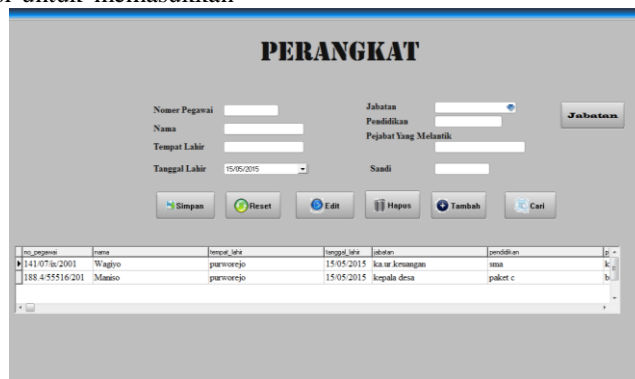 untuk memasukkan
PERANGKAT
Nomer Pegawai
Nama
Tempat Lahir
Tanggal Lahir 15/05/2015
Jabatan
Pendidikan
Pejabat Yang Melantik
Sandi
Jabatan
Simpan Reset Edit Hapus Tambah Cari
no_pegawai nama tempat_lahir tanggal_lahir jabatan pendidikan p
141/07/ix/2001 Wagiyo purworejo 15/05/2015 ka.ur.keuangan sma k
188.4/55516/201 Maniso purworejo 15/05/2015 kepala desa paket c b